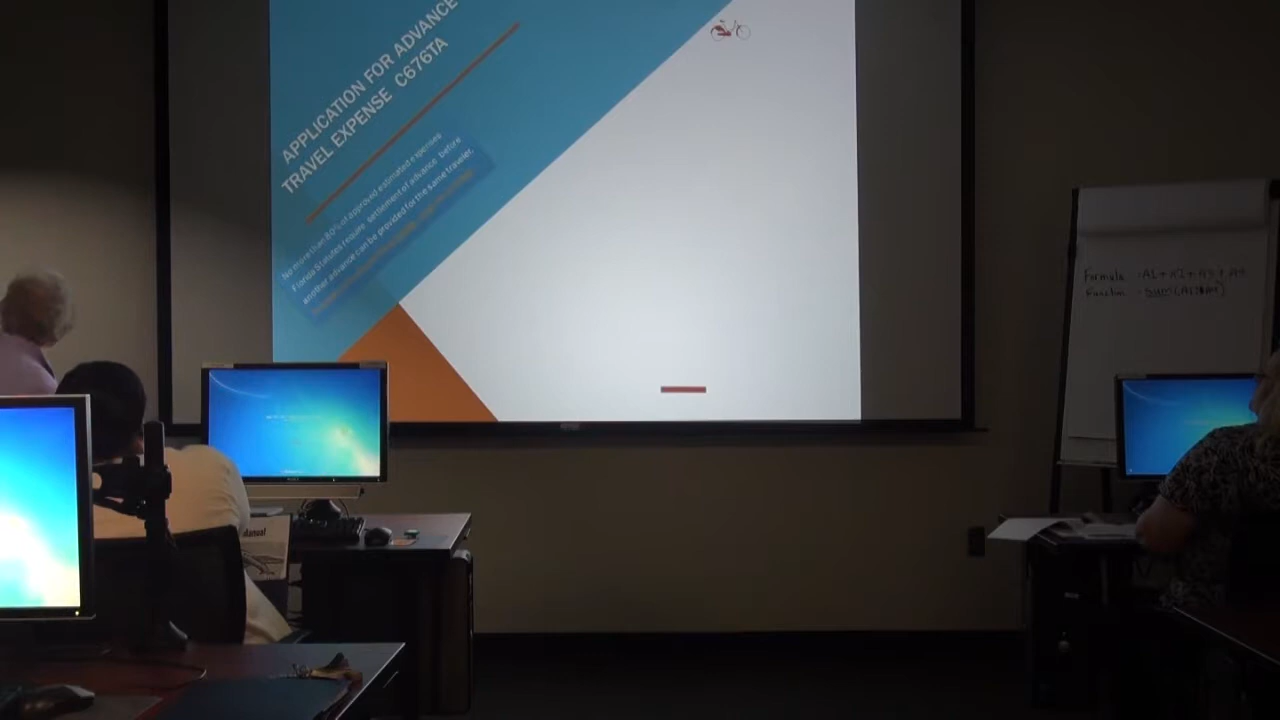 APPLICATION FOR ADVANCE
TRAVEL EXPENSE C676TA
No more than 80% of approved estimated expenses
Florida Statutes require settlement of advance before
another advance can be provided for the same traveler.
Formula
Function
Manual